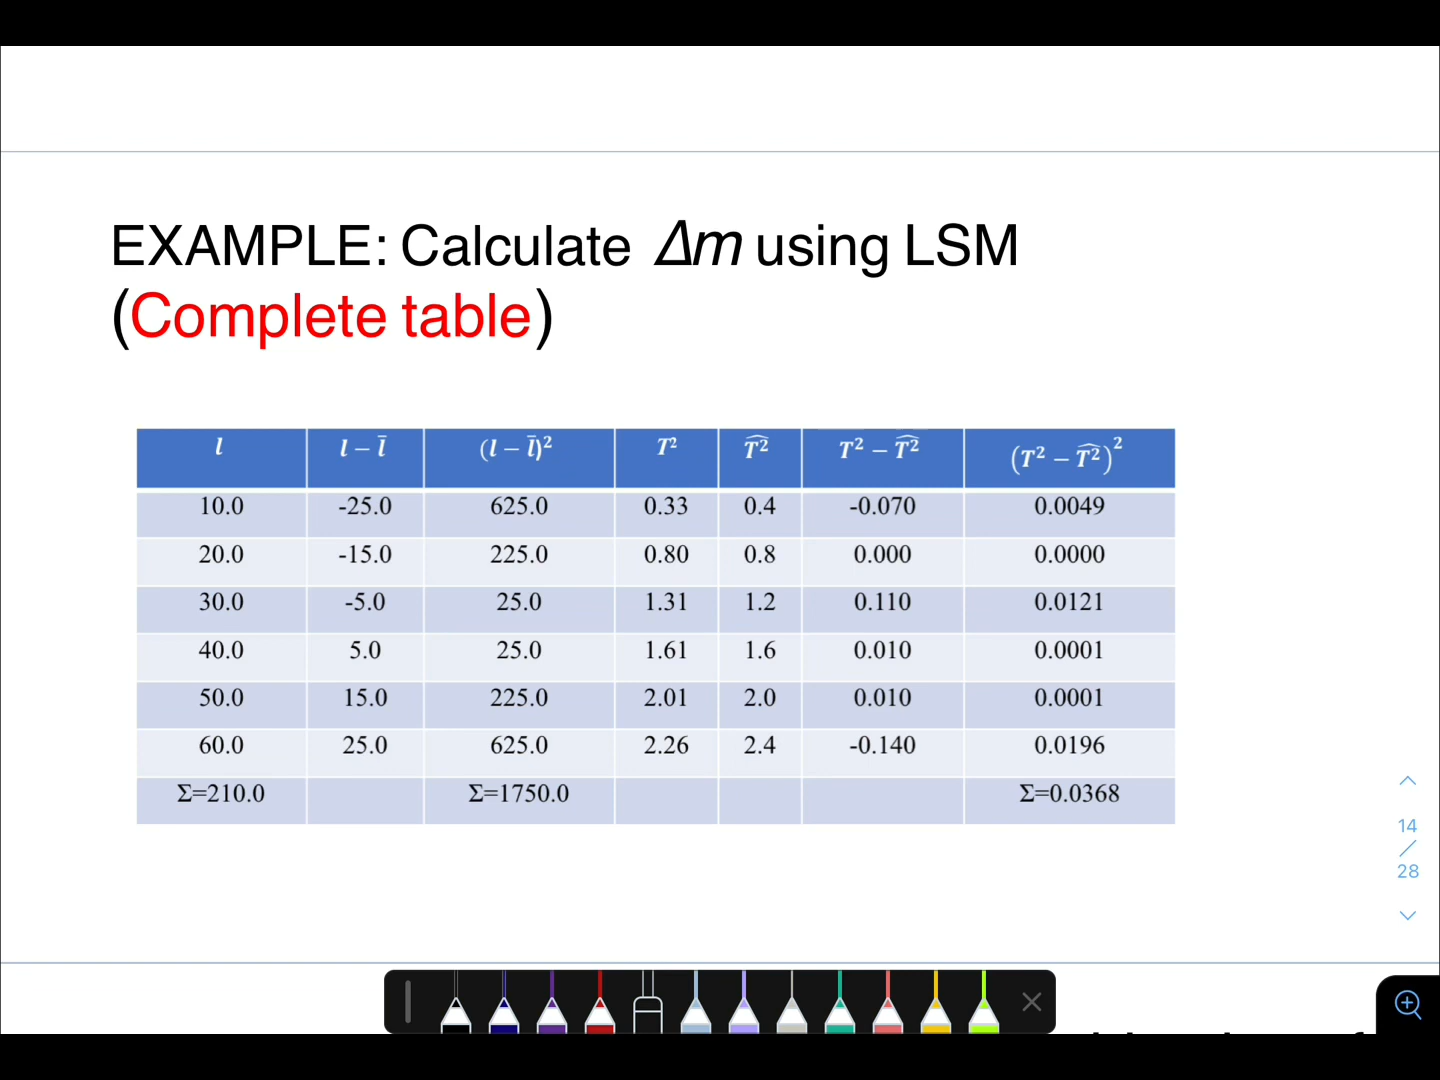 EXAMPLE: Calculate Δm using LSM
(Complete table)
l l − l̄ (l − l̄)² T² T̂² T² − T̂² (T² − T̂²)²
10.0 -25.0 625.0 0.33 0.4 -0.070 0.0049
20.0 -15.0 225.0 0.80 0.8 0.000 0.0000
30.0 -5.0 25.0 1.31 1.2 0.110 0.0121
40.0 5.0 25.0 1.61 1.6 0.010 0.0001
50.0 15.0 225.0 2.01 2.0 0.010 0.0001
60.0 25.0 625.0 2.26 2.4 -0.140 0.0196
Σ=210.0 Σ=1750.0 Σ=0.0368
14
/
28